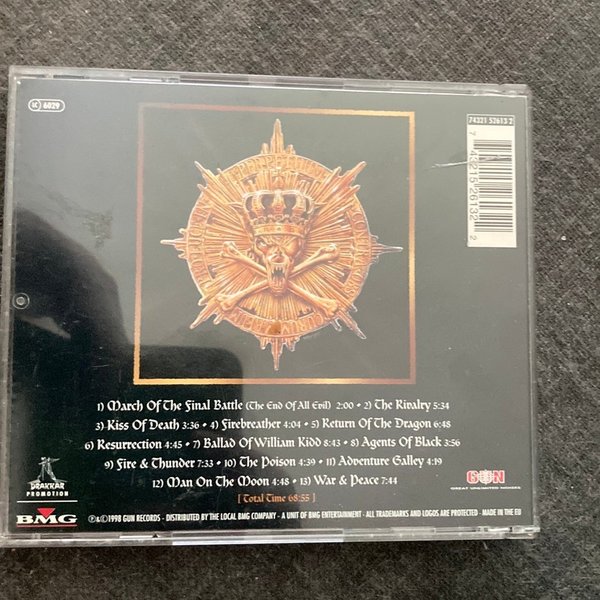 LC 6029
74321 52613 2
7 43215 26132 2
1) March Of The Final Battle (The End Of All Evil) 2:00 • 2) The Rivalry 5:34
3) Kiss Of Death 3:36 • 4) Firebreather 4:04 • 5) Return Of The Dragon 6:48
6) Resurrection 4:45 • 7) Ballad Of William Kidd 8:43 • 8) Agents Of Black 3:56
9) Fire & Thunder 7:33 • 10) The Poison 4:39 • 11) Adventure Galley 4:19
12) Man On The Moon 4:48 • 13) War & Peace 7:44
[ Total Time 68:55 ]
DRAKKAR
PROMOTION
GUN
GREAT UNLIMITED NOISES
BMG
℗&©1998 GUN RECORDS - DISTRIBUTED BY THE LOCAL BMG COMPANY - A UNIT OF BMG ENTERTAINMENT - ALL TRADEMARKS AND LOGOS ARE PROTECTED - MADE IN THE EU